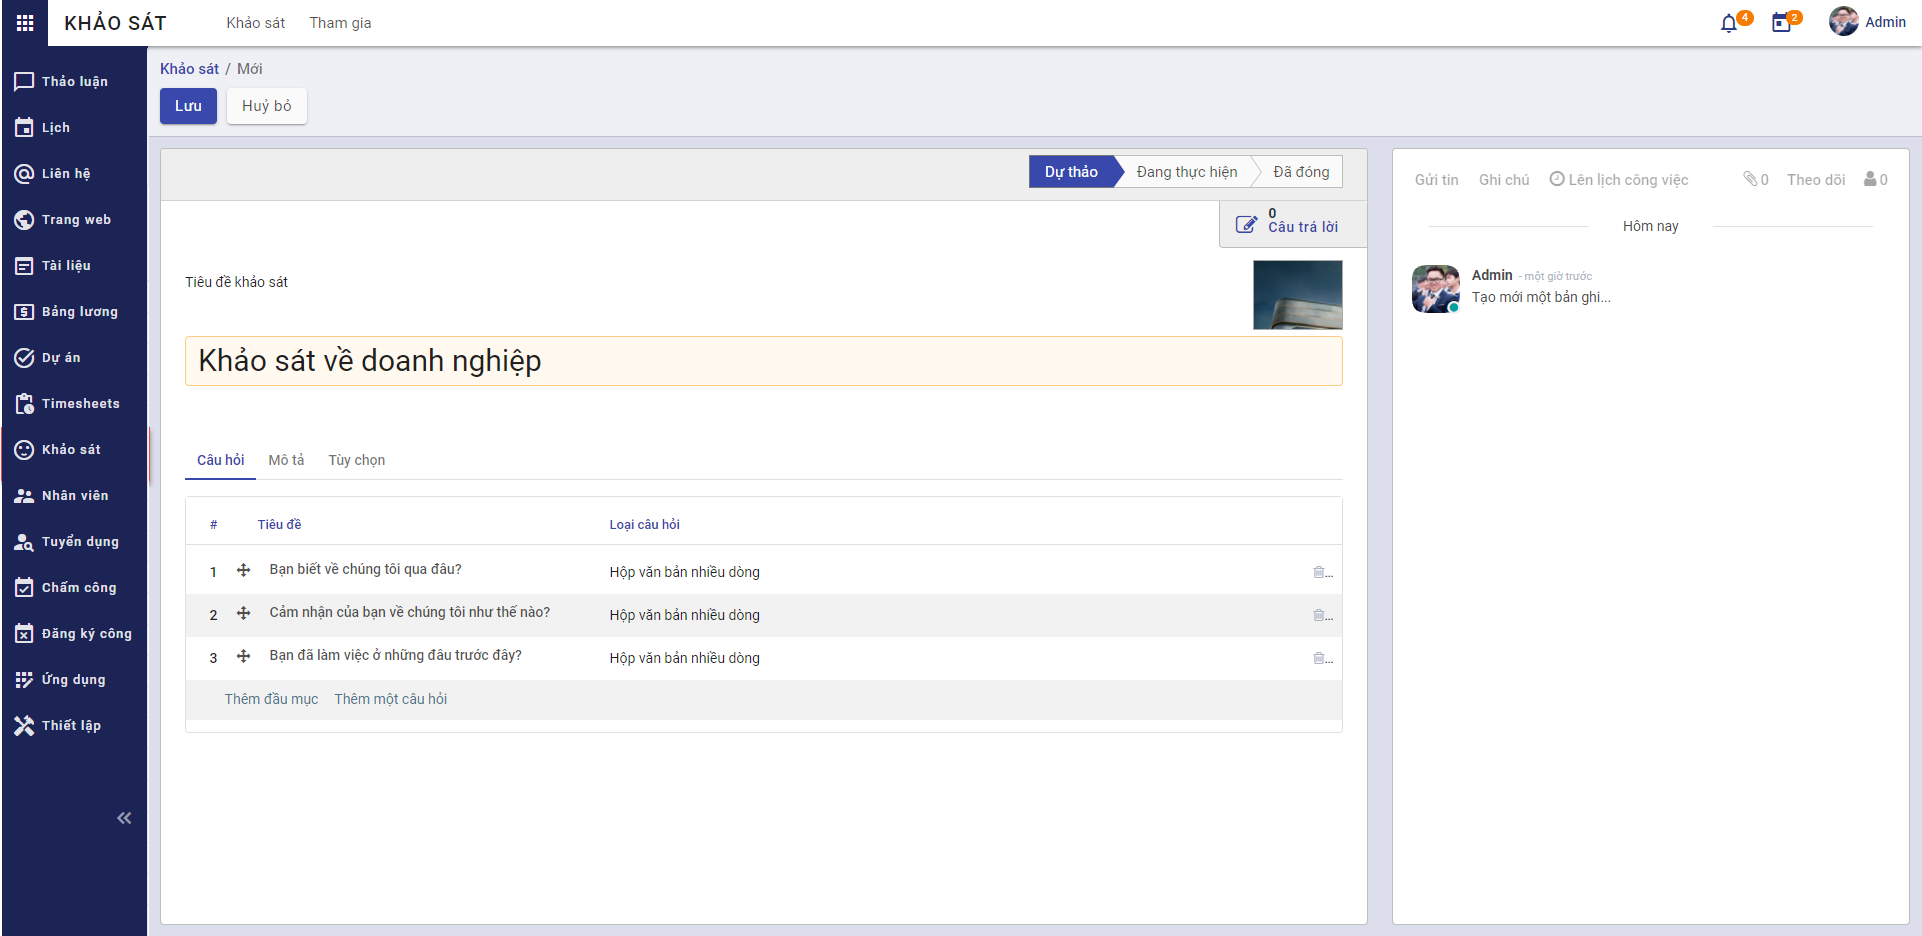 KHẢO SÁT
Khảo sát
Tham gia
4
2
Admin
Thảo luận
Lịch
Liên hệ
Trang web
Tài liệu
Bảng lương
Dự án
Timesheets
Khảo sát
Nhân viên
Tuyển dụng
Chấm công
Đăng ký công
Ứng dụng
Thiết lập
Khảo sát / Mới
Lưu
Huỷ bỏ
Dự thảo
Đang thực hiện
Đã đóng
0
Câu trả lời
Tiêu đề khảo sát
Khảo sát về doanh nghiệp
Câu hỏi
Mô tả
Tùy chọn
# Tiêu đề Loại câu hỏi
1 Bạn biết về chúng tôi qua đâu? Hộp văn bản nhiều dòng ...
2 Cảm nhận của bạn về chúng tôi như thế nào? Hộp văn bản nhiều dòng ...
3 Bạn đã làm việc ở những đâu trước đây? Hộp văn bản nhiều dòng ...
Thêm đầu mục Thêm một câu hỏi
Gửi tin Ghi chú Lên lịch công việc 0 Theo dõi 0
Hôm nay
Admin - một giờ trước
Tạo mới một bản ghi...